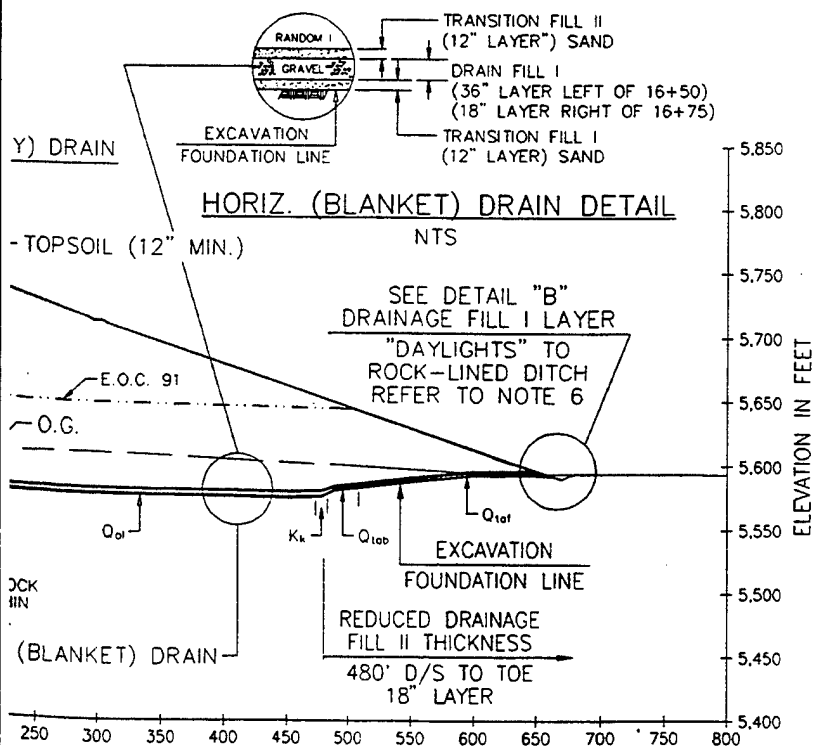 RANDOM I
GRAVEL
TRANSITION FILL II
(12" LAYER") SAND
DRAIN FILL I
(36" LAYER LEFT OF 16+50)
(18" LAYER RIGHT OF 16+75)
TRANSITION FILL I
(12" LAYER) SAND
EXCAVATION
FOUNDATION LINE
Y) DRAIN
HORIZ. (BLANKET) DRAIN DETAIL
NTS
-TOPSOIL (12" MIN.)
SEE DETAIL "B"
DRAINAGE FILL I LAYER
"DAYLIGHTS" TO
ROCK-LINED DITCH
REFER TO NOTE 6
E.O.C. 91
O.G.
Qal
Kk
Qtab
Qtaf
EXCAVATION
FOUNDATION LINE
OCK
IN
(BLANKET) DRAIN
REDUCED DRAINAGE
FILL II THICKNESS
480' D/S TO TOE
18" LAYER
5,850
5,800
5,750
5,700
5,650
5,600
5,550
5,500
5,450
5,400
ELEVATION IN FEET
250 300 350 400 450 500 550 600 650 700 750 800